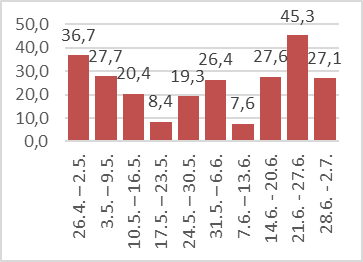 50,0
40,0
30,0
20,0
10,0
0,0
36,7
27,7
20,4
8,4
19,3
26,4
7,6
27,6
45,3
27,1
26.4. – 2.5.
3.5. – 9.5.
10.5. – 16.5.
17.5. – 23.5.
24.5. – 30.5.
31.5. – 6.6.
7.6. – 13.6.
14.6. - 20.6.
21.6. - 27.6.
28.6. - 2.7.